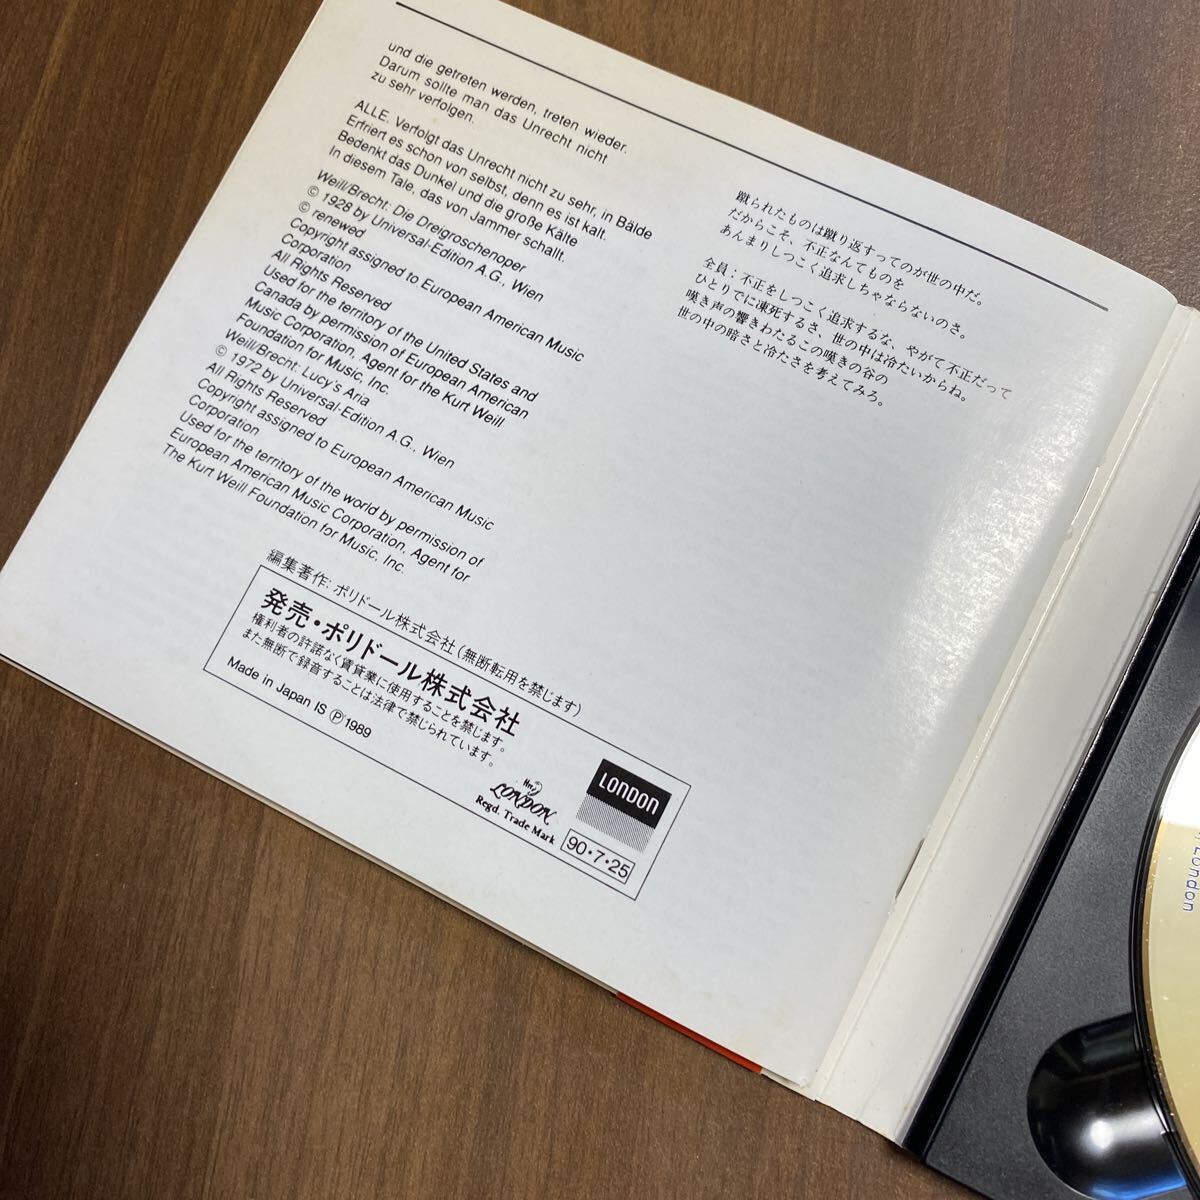 und die getreten werden, treten wieder.
Darum sollte man das Unrecht nicht
zu sehr verfolgen.
ALLE. Verfolgt das Unrecht nicht zu sehr, in Bälde
Erfriert es schon von selbst, denn es ist kalt.
Bedenkt das Dunkel und die große Kälte
In diesem Tale, das von Jammer schallt.
Weill/Brecht: Die Dreigroschenoper
© 1928 by Universal-Edition A.G., Wien
© renewed
Copyright assigned to European American Music
Corporation
All Rights Reserved
Used for the territory of the United States and
Canada by permission of European American
Music Corporation, Agent for the Kurt Weill
Foundation for Music, Inc.
Weill/Brecht: Lucy's Aria
© 1972 by Universal-Edition A.G., Wien
All Rights Reserved
Copyright assigned to European American Music
Corporation
Used for the territory of the world by permission of
European American Music Corporation, Agent for
The Kurt Weill Foundation for Music, Inc.
蹴られたものは蹴り返すってのが世の中だ。
だからこそ、不正なんてものを
あんまりしつこく追求しちゃならないのさ。
全員：不正をしつこく追求するな、やがて不正だって
ひとりでに凍死するさ、世の中は冷たいからね。
嘆き声の響きわたるこの嘆きの谷の
世の中の暗さと冷たさを考えてみろ。
編集著作：ポリドール株式会社（無断転用を禁じます）
発売・ポリドール株式会社
権利者の許諾なく賃貸業に使用することを禁じます。
また無断で録音することは法律で禁じられています。
Made in Japan IS Ⓟ 1989
LONDON
Regd. Trade Mark
LONDON
90・7・25
London